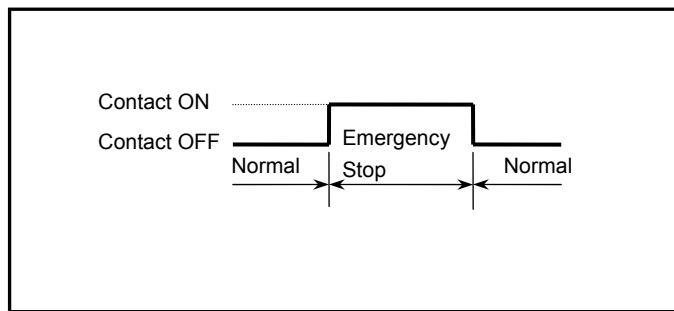 Contact ON
Contact OFF
Emergency
Stop
Normal
Normal